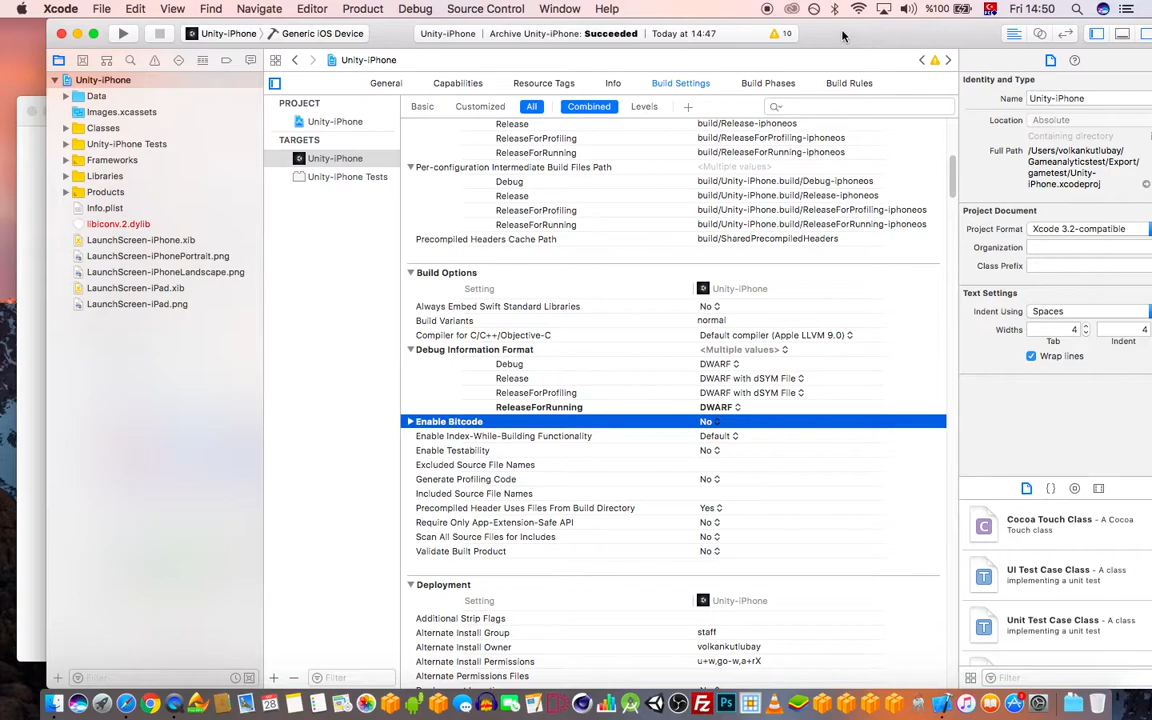 Xcode File Edit View Find Navigate Editor Product Debug Source Control Window Help %100 Fri 14:50
Unity-iPhone Generic iOS Device Unity-iPhone Archive Unity-iPhone: Succeeded Today at 14:47 10
Unity-iPhone
Data
Images.xcassets
Classes
Unity-iPhone Tests
Frameworks
Libraries
Products
Info.plist
libiconv.2.dylib
LaunchScreen-iPhone.xib
LaunchScreen-iPhonePortrait.png
LaunchScreen-iPhoneLandscape.png
LaunchScreen-iPad.xib
LaunchScreen-iPad.png
Filter
Unity-iPhone
General Capabilities Resource Tags Info Build Settings Build Phases Build Rules
PROJECT
Unity-iPhone
TARGETS
Unity-iPhone
Unity-iPhone Tests
Filter
Basic Customized All Combined Levels
Release build/Release-iphoneos
ReleaseForProfiling build/ReleaseForProfiling-iphoneos
ReleaseForRunning build/ReleaseForRunning-iphoneos
Per-configuration Intermediate Build Files Path <Multiple values>
Debug build/Unity-iPhone.build/Debug-iphoneos
Release build/Unity-iPhone.build/Release-iphoneos
ReleaseForProfiling build/Unity-iPhone.build/ReleaseForProfiling-iphoneos
ReleaseForRunning build/Unity-iPhone.build/ReleaseForRunning-iphoneos
Precompiled Headers Cache Path build/SharedPrecompiledHeaders
Build Options
Setting Unity-iPhone
Always Embed Swift Standard Libraries No
Build Variants normal
Compiler for C/C++/Objective-C Default compiler (Apple LLVM 9.0)
Debug Information Format <Multiple values>
Debug DWARF
Release DWARF with dSYM File
ReleaseForProfiling DWARF with dSYM File
ReleaseForRunning DWARF
Enable Bitcode No
Enable Index-While-Building Functionality Default
Enable Testability No
Excluded Source File Names
Generate Profiling Code No
Included Source File Names
Precompiled Header Uses Files From Build Directory Yes
Require Only App-Extension-Safe API No
Scan All Source Files for Includes No
Validate Built Product No
Deployment
Setting Unity-iPhone
Additional Strip Flags
Alternate Install Group staff
Alternate Install Owner volkankutlubay
Alternate Install Permissions u+w,go-w,a+rX
Alternate Permissions Files
Identity and Type
Name Unity-iPhone
Location Absolute
Containing directory
Full Path /Users/volkankutlubay/
Gameanalyticstest/Export/
gametest/Unity-
iPhone.xcodeproj
Project Document
Project Format Xcode 3.2-compatible
Organization
Class Prefix
Text Settings
Indent Using Spaces
Widths 4 4
Tab Indent
Wrap lines
Cocoa Touch Class - A Cocoa
Touch class
UI Test Case Class - A class
implementing a unit test
Unit Test Case Class - A class
implementing a unit test
Filter